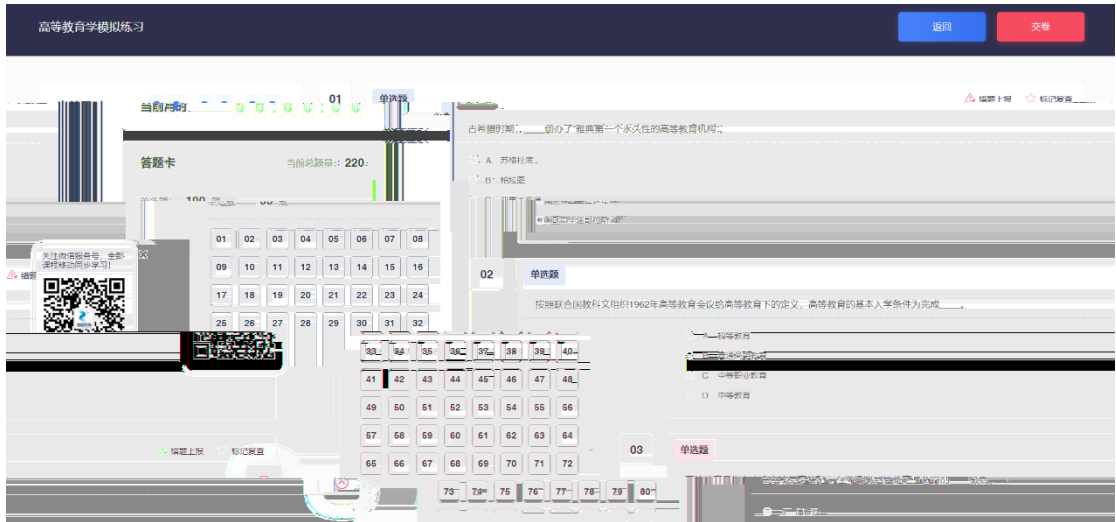 高等教育学模拟练习
返回
交卷
01
单选题
错题上报
标记复查
当前用时
古希腊时期，____创办了"雅典第一个永久性的高等教育机构。
答题卡
当前总题量: 220
A. 苏格拉底
B. 柏拉图
100
01 02 03 04 05 06 07 08
关注微信服务号，全部
课程移动同步学习!
X
09 10 11 12 13 14 15 16
02
单选题
17 18 19 20 21 22 23 24
按照联合国教科文组织1962年高等教育会议给高等教育下的定义，高等教育的基本入学条件为完成____。
25 26 27 28 29 30 31 32
A. 初等教育
33 34 35 36 37 38 39 40
41 42 43 44 45 46 47 48
C. 中等职业教育
D. 中等教育
49 50 51 52 53 54 55 56
57 58 59 60 61 62 63 64
错题上报
标记复查
03
单选题
65 66 67 68 69 70 71 72
73 74 75 76 77 78 79 80